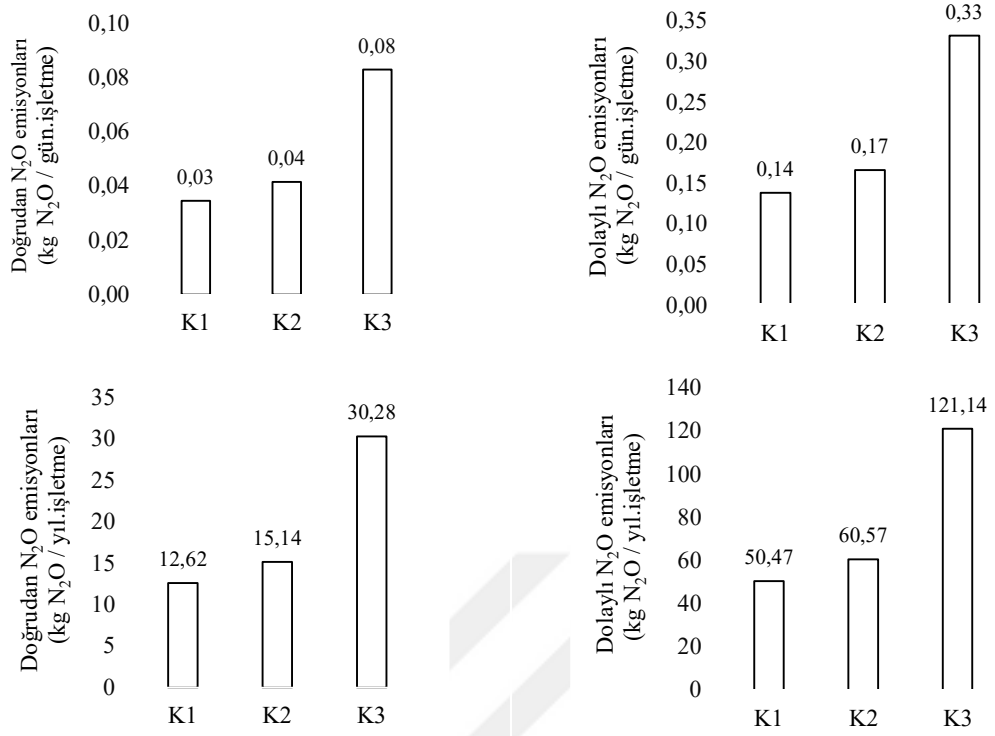 Doğrudan N₂O emisyonları
(kg N₂O / gün.işletme)
0,10
0,08
0,06
0,04
0,02
0,00
0,03
0,04
0,08
K1
K2
K3
Dolaylı N₂O emisyonları
(kg N₂O / gün.işletme)
0,35
0,30
0,25
0,20
0,15
0,10
0,05
0,00
0,14
0,17
0,33
K1
K2
K3
Doğrudan N₂O emisyonları
(kg N₂O / yıl.işletme)
35
30
25
20
15
10
5
0
12,62
15,14
30,28
K1
K2
K3
Dolaylı N₂O emisyonları
(kg N₂O / yıl.işletme)
140
120
100
80
60
40
20
0
50,47
60,57
121,14
K1
K2
K3